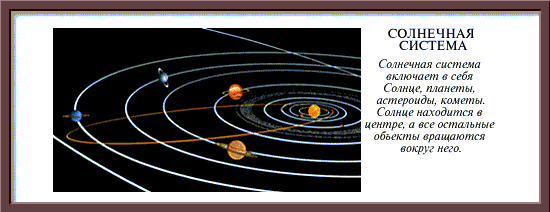 СОЛНЕЧНАЯ
СИСТЕМА
Солнечная система
включает в себя
Солнце, планеты,
астероиды, кометы.
Солнце находится в
центре, а все остальные
объекты вращаются
вокруг него.